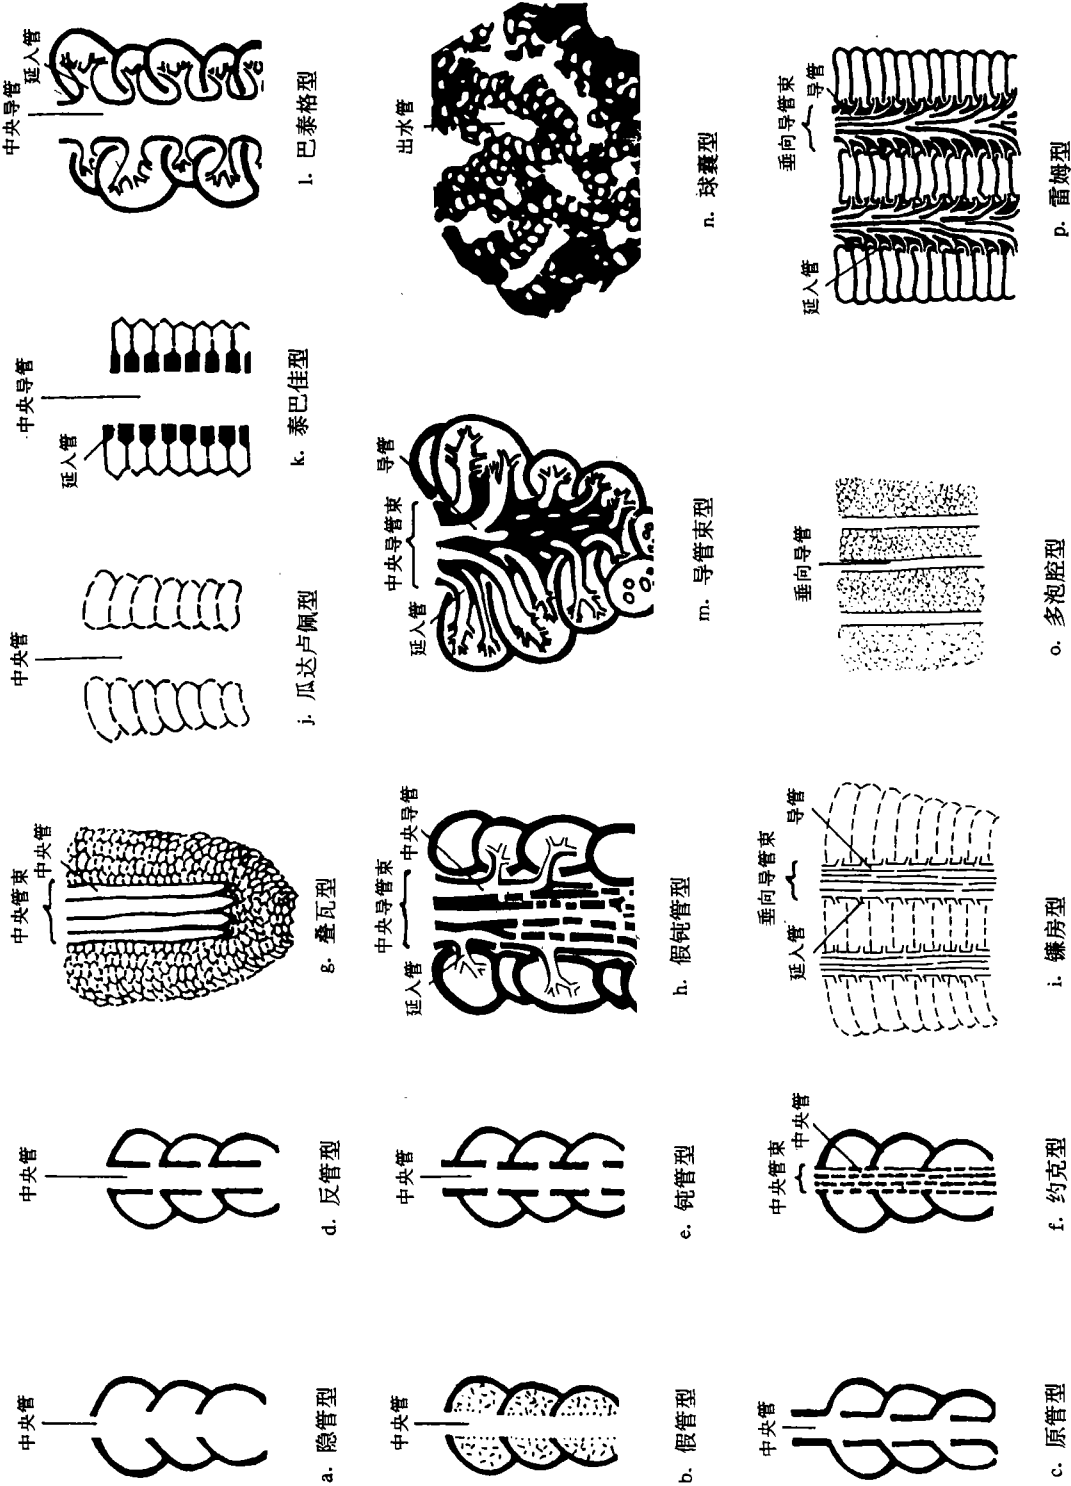 中央管
a. 隐管型
中央管
d. 反管型
中央管束
中央管
g. 叠瓦型
中央管
j. 瓜达卢佩型
中央导管
延入管
k. 泰巴佳型
中央导管
延入管
l. 巴泰格型
中央管
b. 假管型
中央管
e. 钝管型
中央导管束
延入管
中央导管
h. 假钝管型
中央导管束
延入管
导管
m. 导管束型
出水管
n. 球囊型
中央管
c. 原管型
中央管束
中央管
f. 约克型
垂向导管束
延入管
导管
i. 镰房型
垂向导管
o. 多泡腔型
垂向导管束
延入管
导管
p. 雷姆型